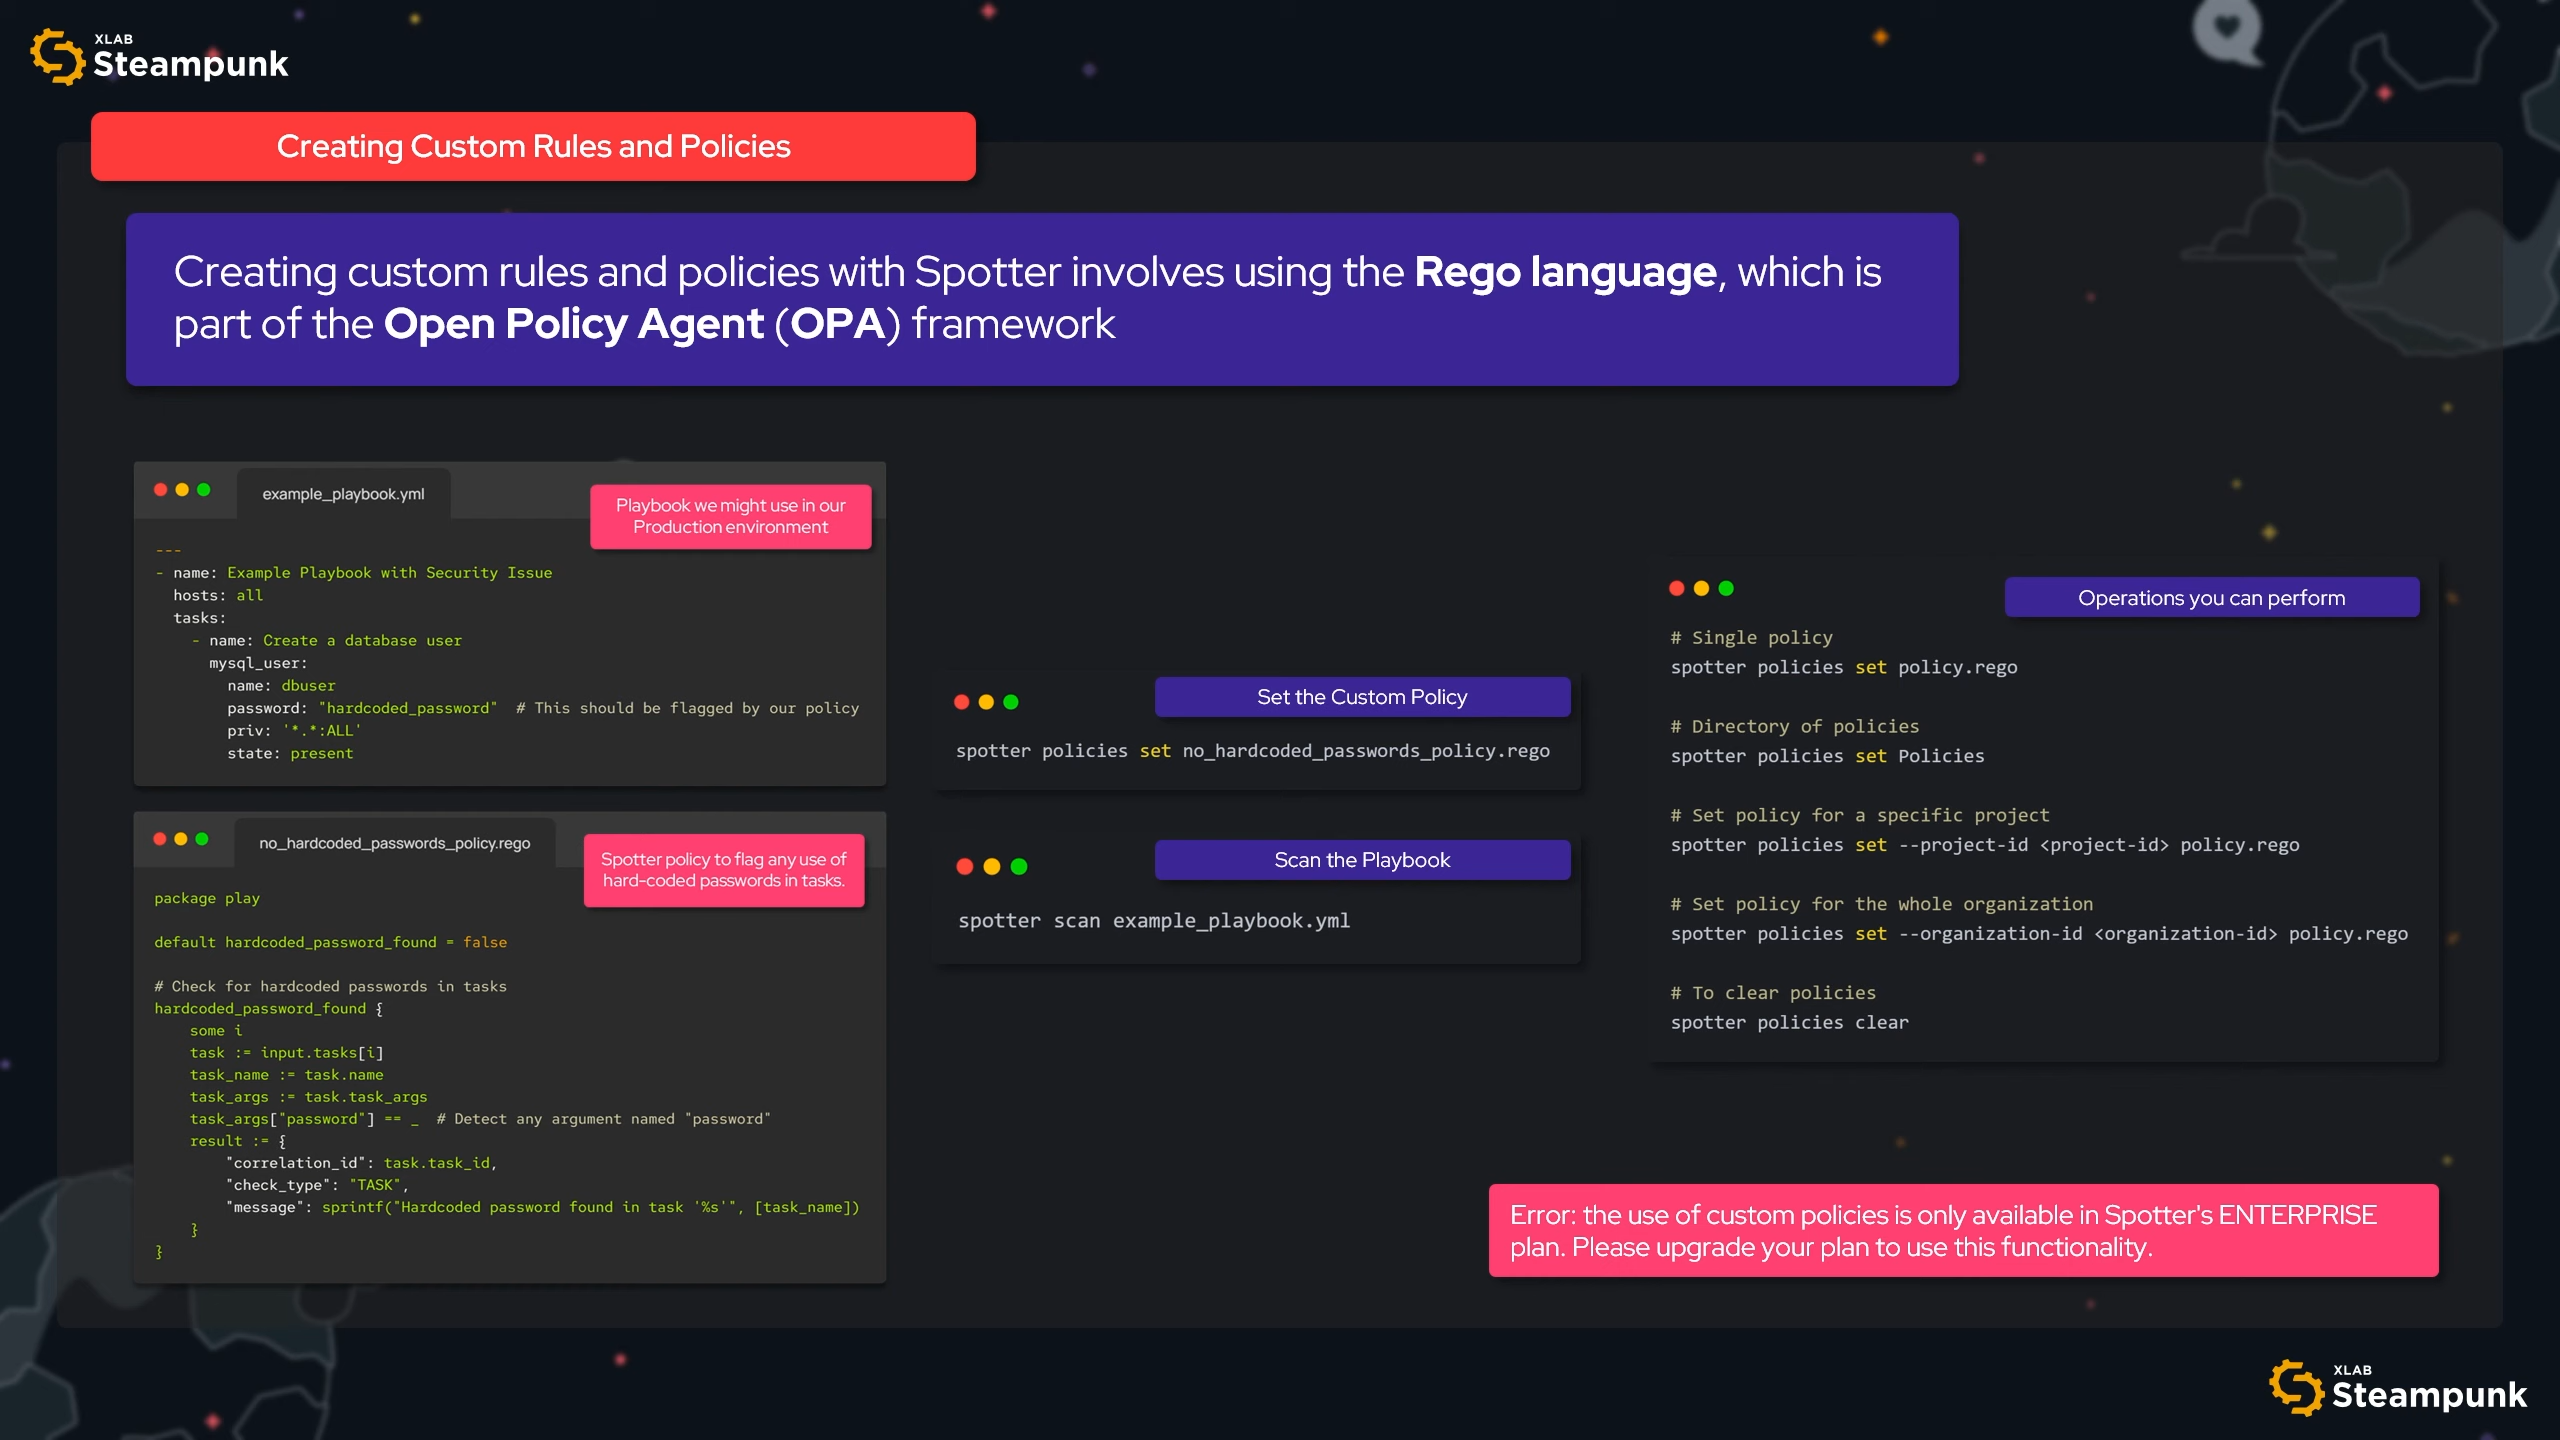 XLAB
Steampunk
Creating Custom Rules and Policies
Creating custom rules and policies with Spotter involves using the Rego language, which is
part of the Open Policy Agent (OPA) framework
example_playbook.yml
Playbook we might use in our
Production environment
---
- name: Example Playbook with Security Issue
  hosts: all
  tasks:
    - name: Create a database user
      mysql_user:
        name: dbuser
        password: "hardcoded_password"  # This should be flagged by our policy
        priv: '*.*:ALL'
        state: present
no_hardcoded_passwords_policy.rego
Spotter policy to flag any use of
hard-coded passwords in tasks.
package play
default hardcoded_password_found = false
# Check for hardcoded passwords in tasks
hardcoded_password_found {
    some i
    task := input.tasks[i]
    task_name := task.name
    task_args := task.task_args
    task_args["password"] == _  # Detect any argument named "password"
    result := {
        "correlation_id": task.task_id,
        "check_type": "TASK",
        "message": sprintf("Hardcoded password found in task '%s'", [task_name])
    }
}
Set the Custom Policy
spotter policies set no_hardcoded_passwords_policy.rego
Scan the Playbook
spotter scan example_playbook.yml
Operations you can perform
# Single policy
spotter policies set policy.rego
# Directory of policies
spotter policies set Policies
# Set policy for a specific project
spotter policies set --project-id <project-id> policy.rego
# Set policy for the whole organization
spotter policies set --organization-id <organization-id> policy.rego
# To clear policies
spotter policies clear
Error: the use of custom policies is only available in Spotter's ENTERPRISE
plan. Please upgrade your plan to use this functionality.
XLAB
Steampunk